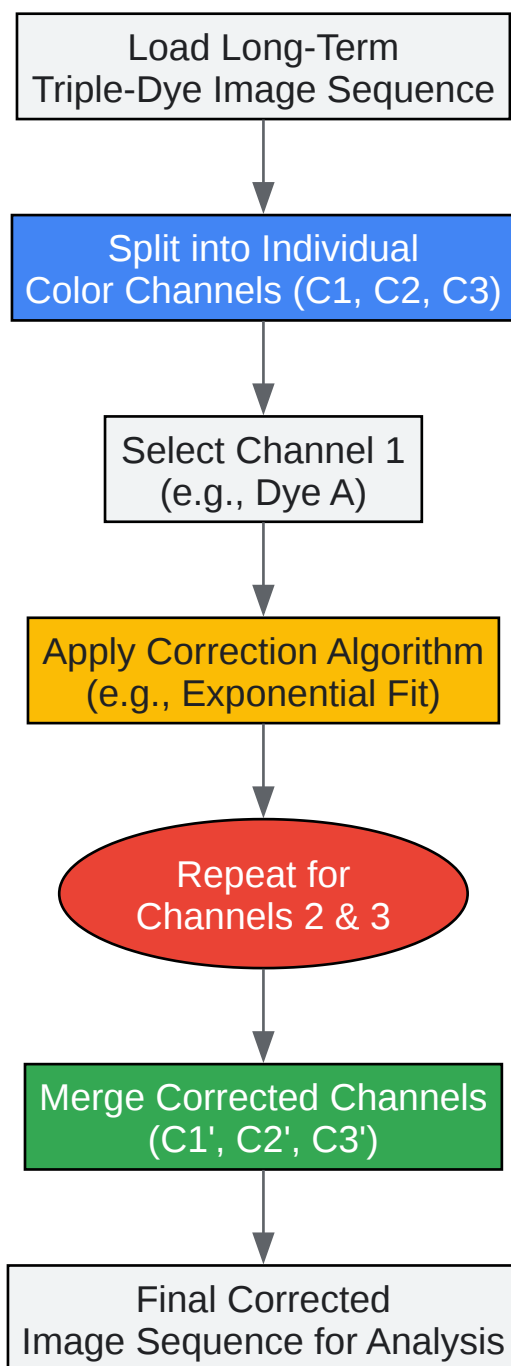 Load Long-Term
Triple-Dye Image Sequence
Split into Individual
Color Channels (C1, C2, C3)
Select Channel 1
(e.g., Dye A)
Apply Correction Algorithm
(e.g., Exponential Fit)
Repeat for
Channels 2 & 3
Merge Corrected Channels
(C1', C2', C3')
Final Corrected
Image Sequence for Analysis